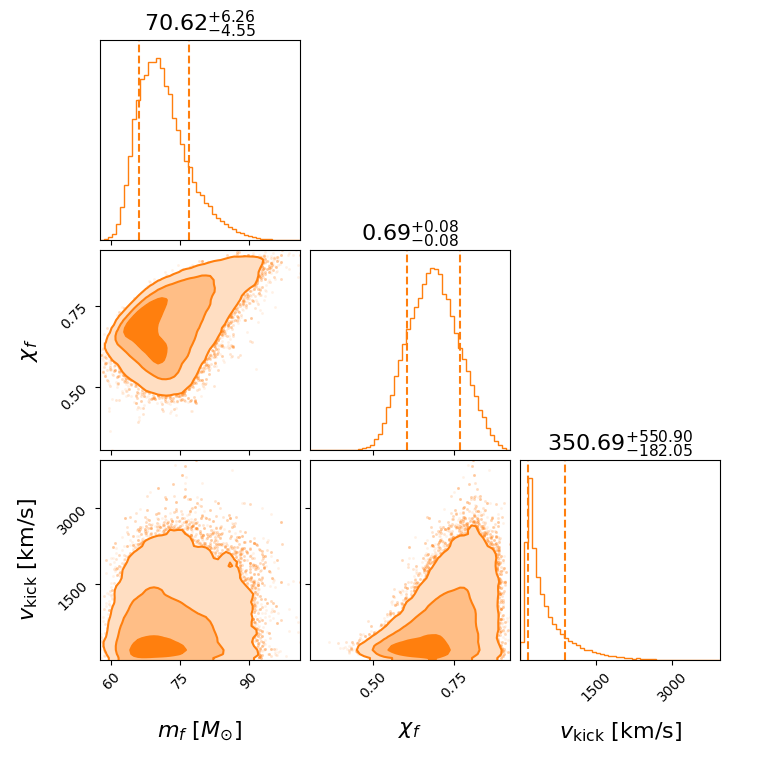 70.62^{+6.26}_{-4.55}
0.69^{+0.08}_{-0.08}
0.75
0.50
χ_f
350.69^{+550.90}_{-182.05}
3000
1500
v_kick [km/s]
60 75 90
0.50 0.75
1500 3000
m_f [M_⊙]
χ_f
v_kick [km/s]